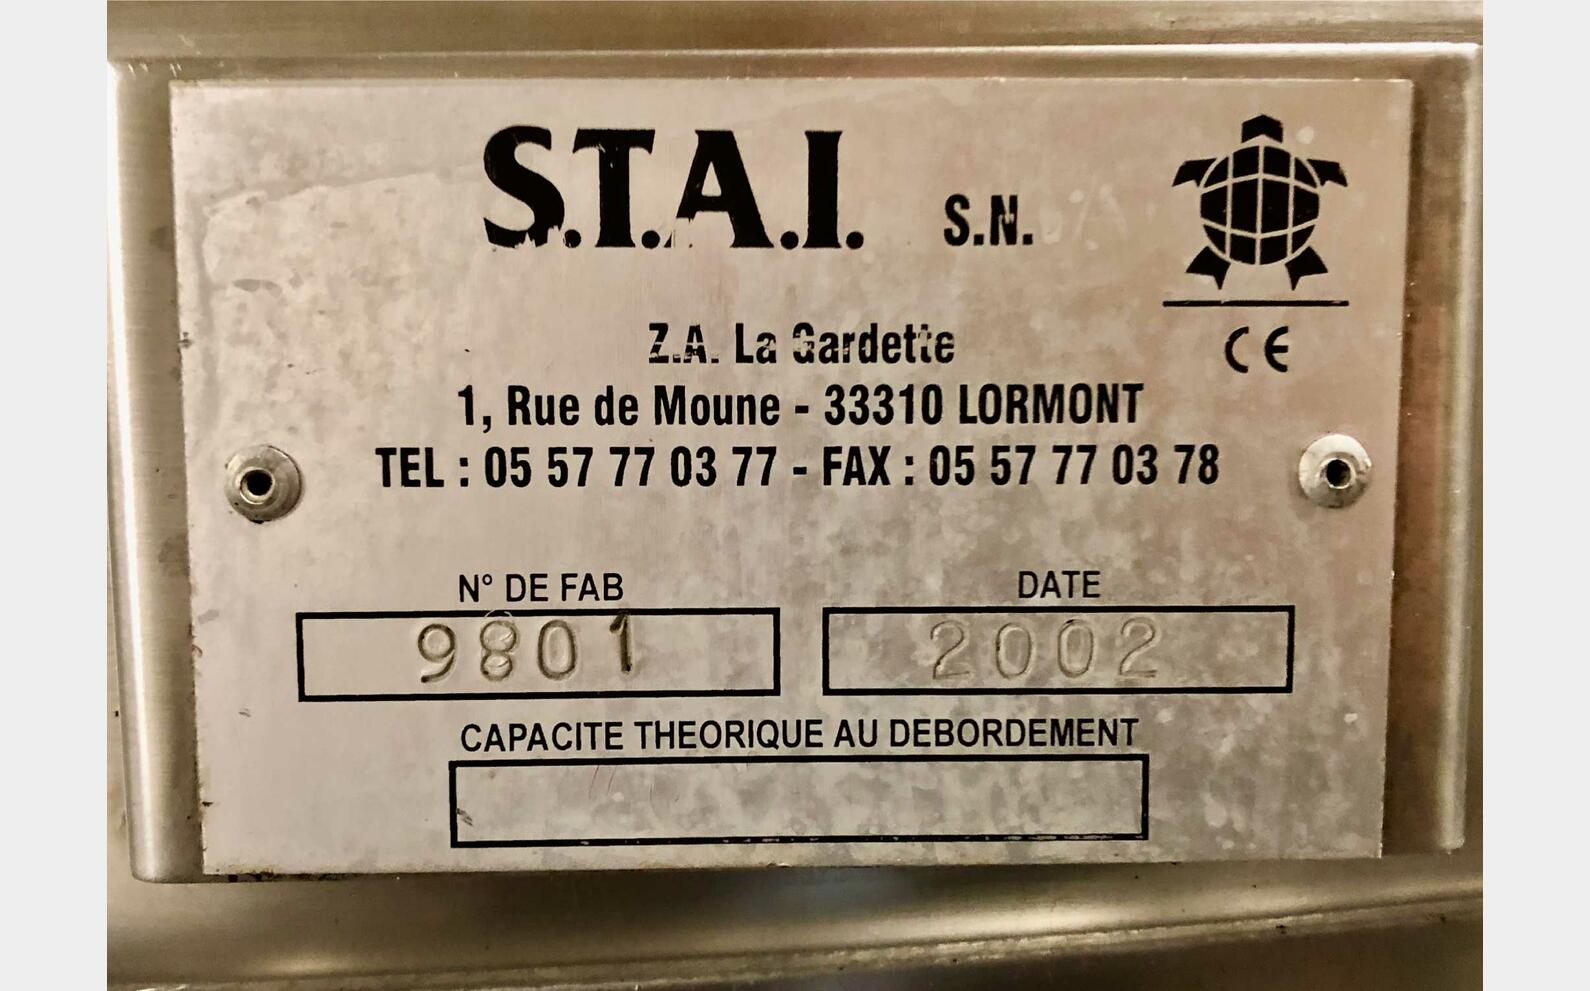 S.T.A.I. S.N.
CE
Z.A. La Gardette
1, Rue de Moune - 33310 LORMONT
TEL : 05 57 77 03 77 - FAX : 05 57 77 03 78
N° DE FAB
9801
DATE
2002
CAPACITE THEORIQUE AU DEBORDEMENT